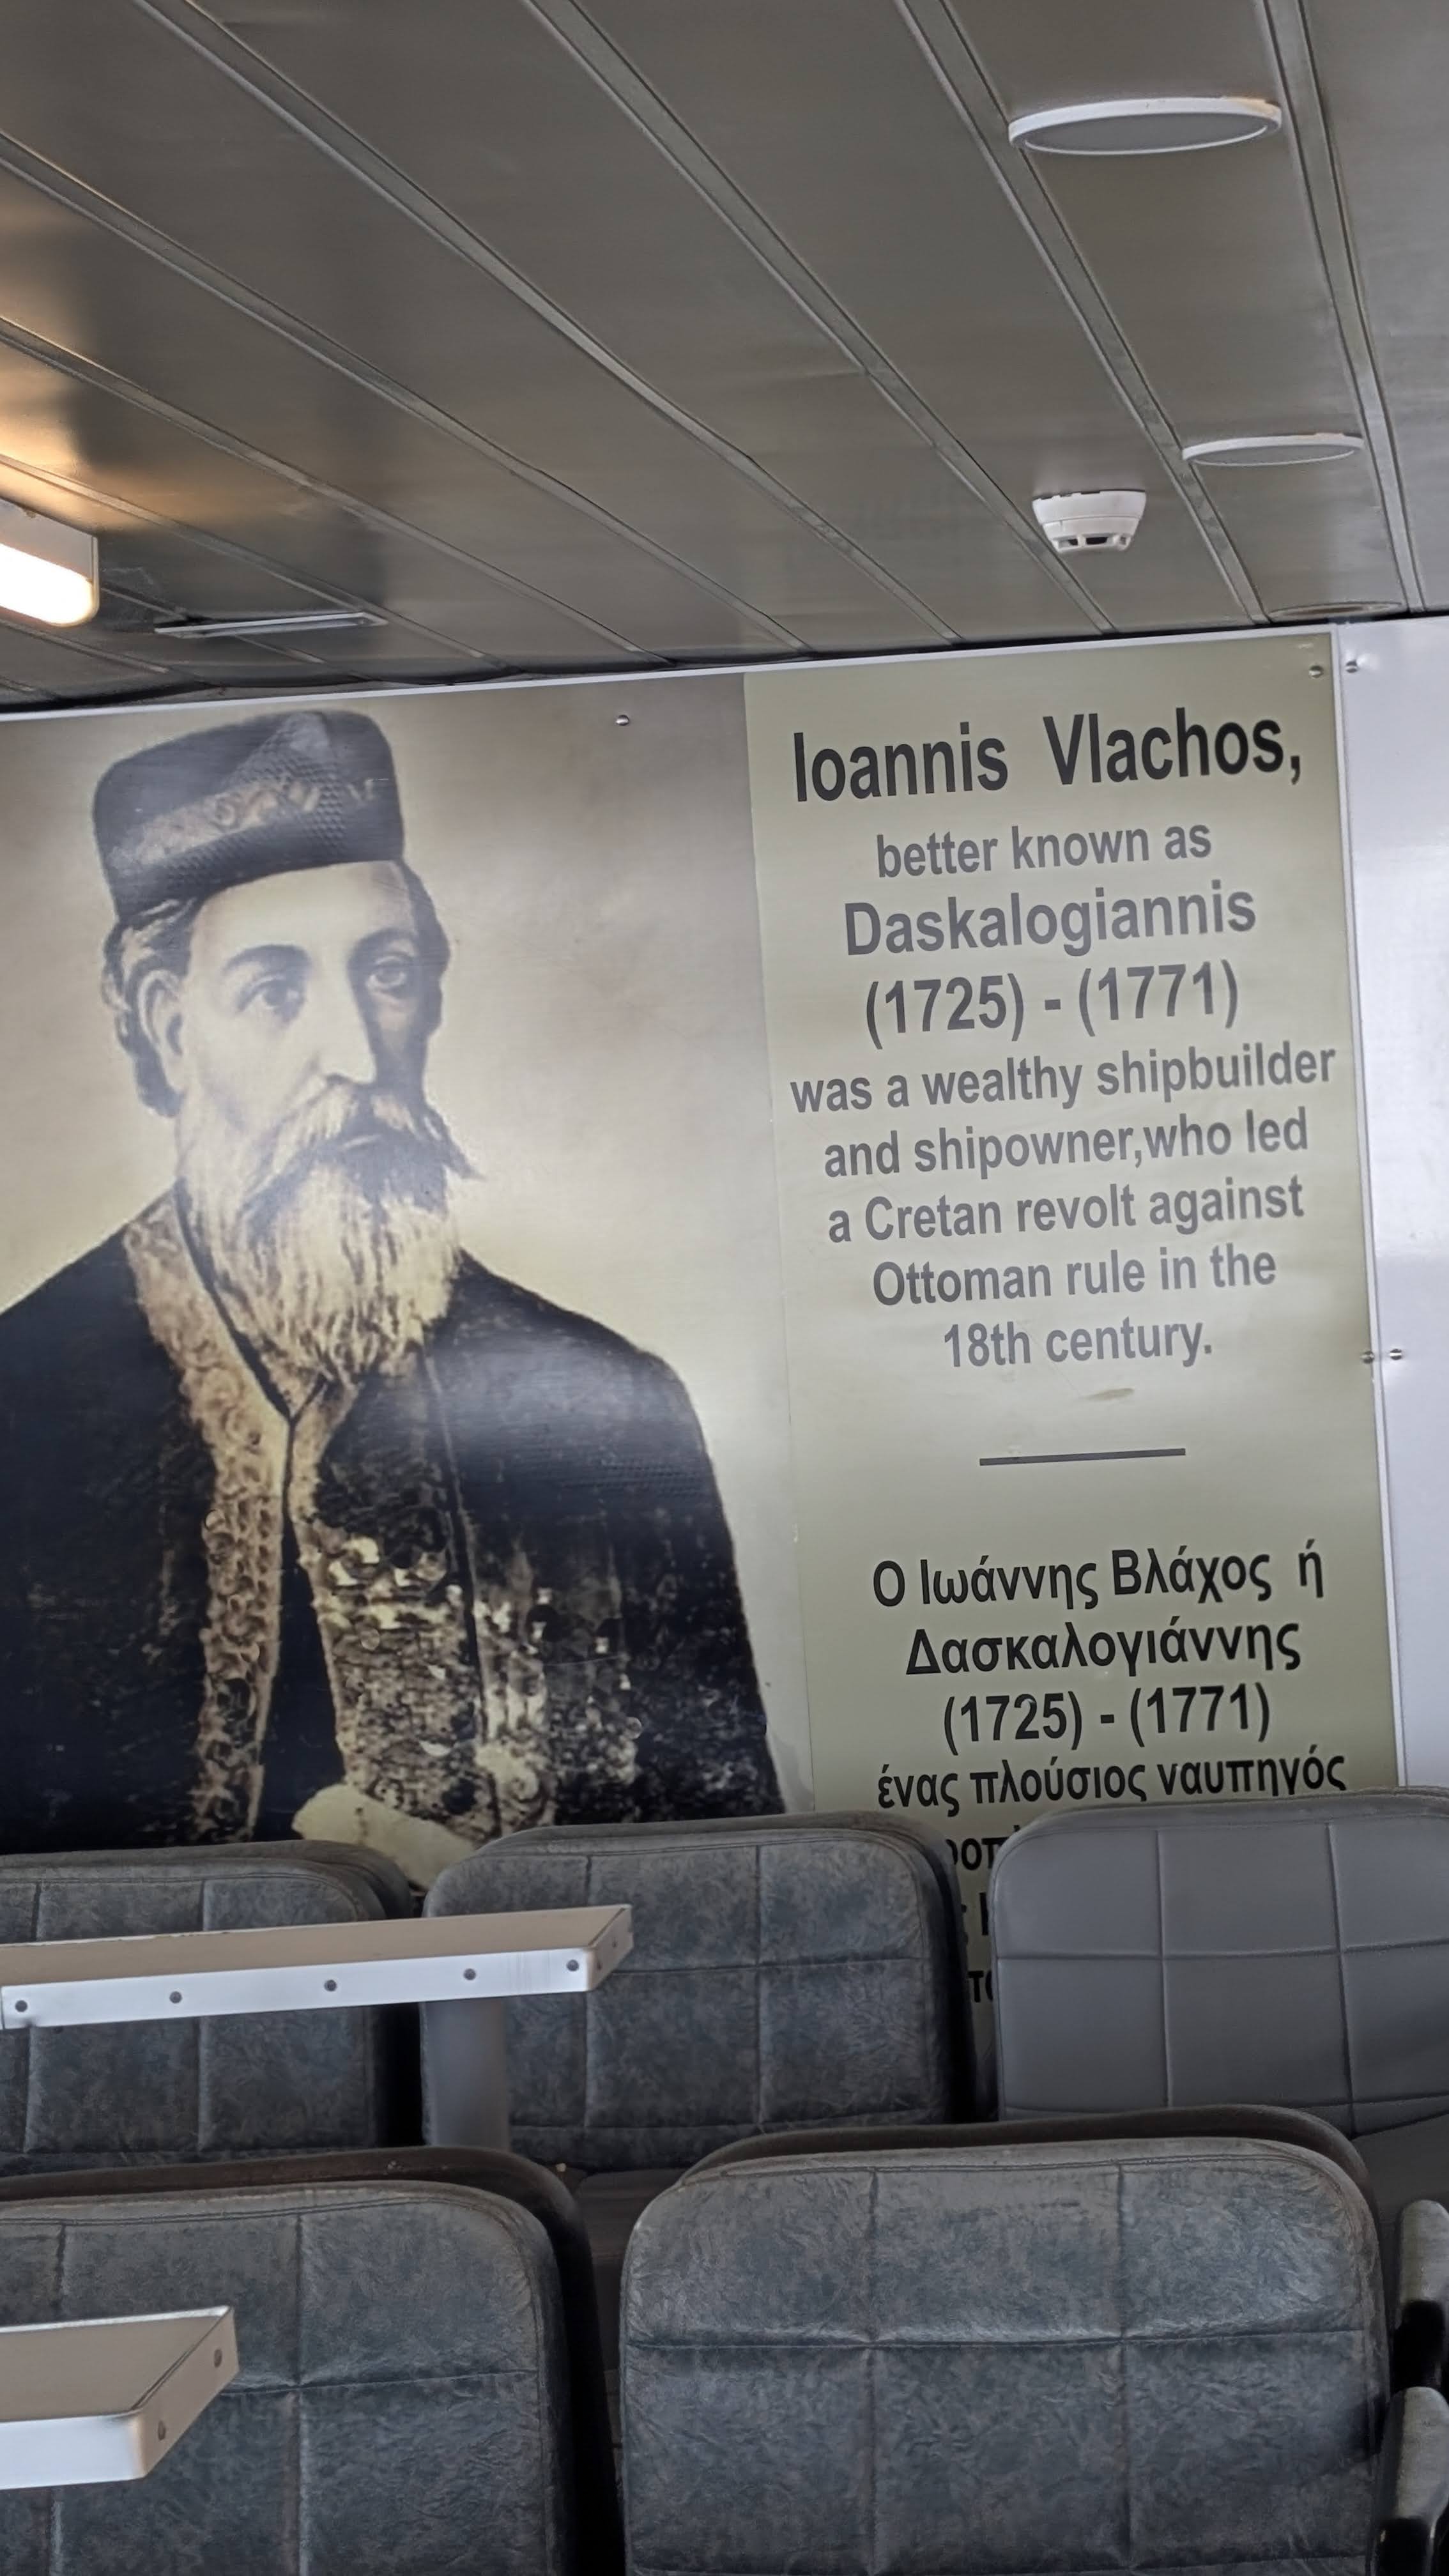 Ioannis Vlachos,
better known as
Daskalogiannis
(1725) - (1771)
was a wealthy shipbuilder
and shipowner,who led
a Cretan revolt against
Ottoman rule in the
18th century.
Ο Ιωάννης Βλάχος ή
Δασκαλογιάννης
(1725) - (1771)
ένας πλούσιος ναυπηγός